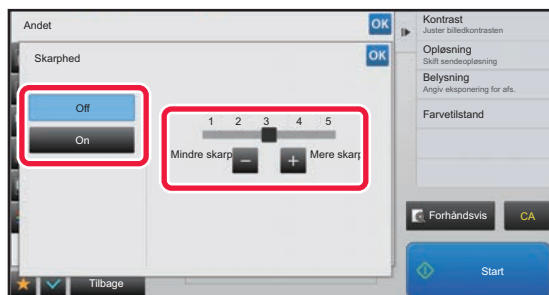 Andet
OK
Skarphed
OK
Off
On
1 2 3 4 5
Mindre skarp
Mere skarp
Tilbage
Kontrast
Juster billedkontrasten
Opløsning
Skift sendeopløsning
Belysning
Angiv eksponering for afs.
Farvetilstand
Forhåndsvis
CA
Start